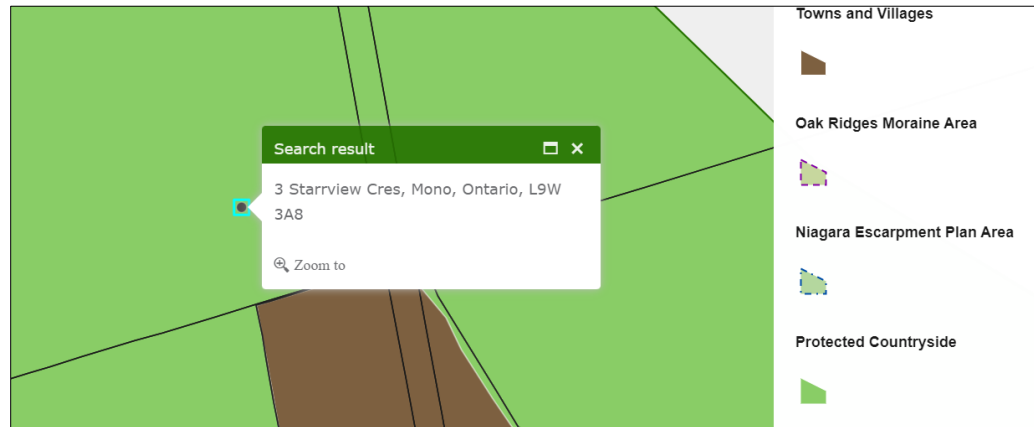 Towns and Villages
Oak Ridges Moraine Area
Niagara Escarpment Plan Area
Protected Countryside
Search result
3 Starrview Cres, Mono, Ontario, L9W
3A8
Zoom to